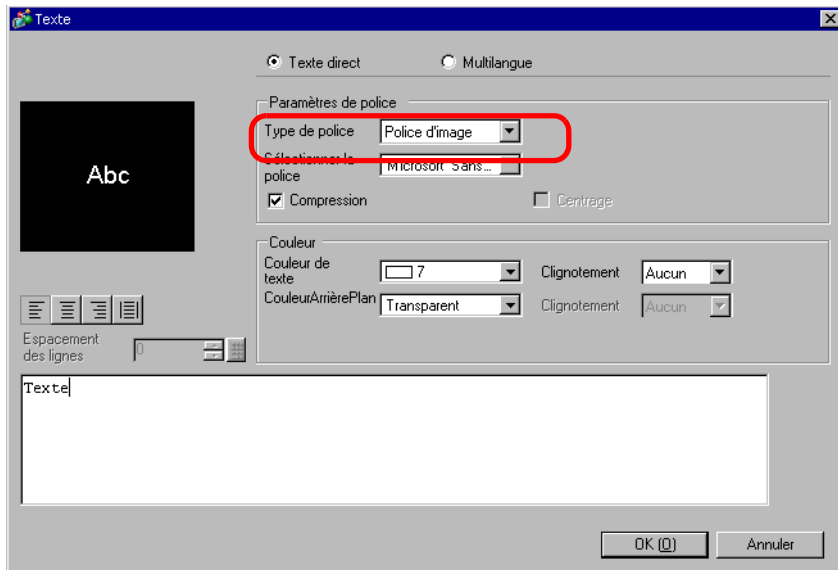 Texte
Texte direct
Multilangue
Paramètres de police
Type de police
Police d'image
Sélectionner la
police
Microsoft Sans...
Abc
Compression
Centrage
Couleur
Couleur de
texte
7
Clignotement
Aucun
CouleurArrièrePlan
Transparent
Clignotement
Aucun
Espacement
des lignes
0
Texte
OK (O)
Annuler